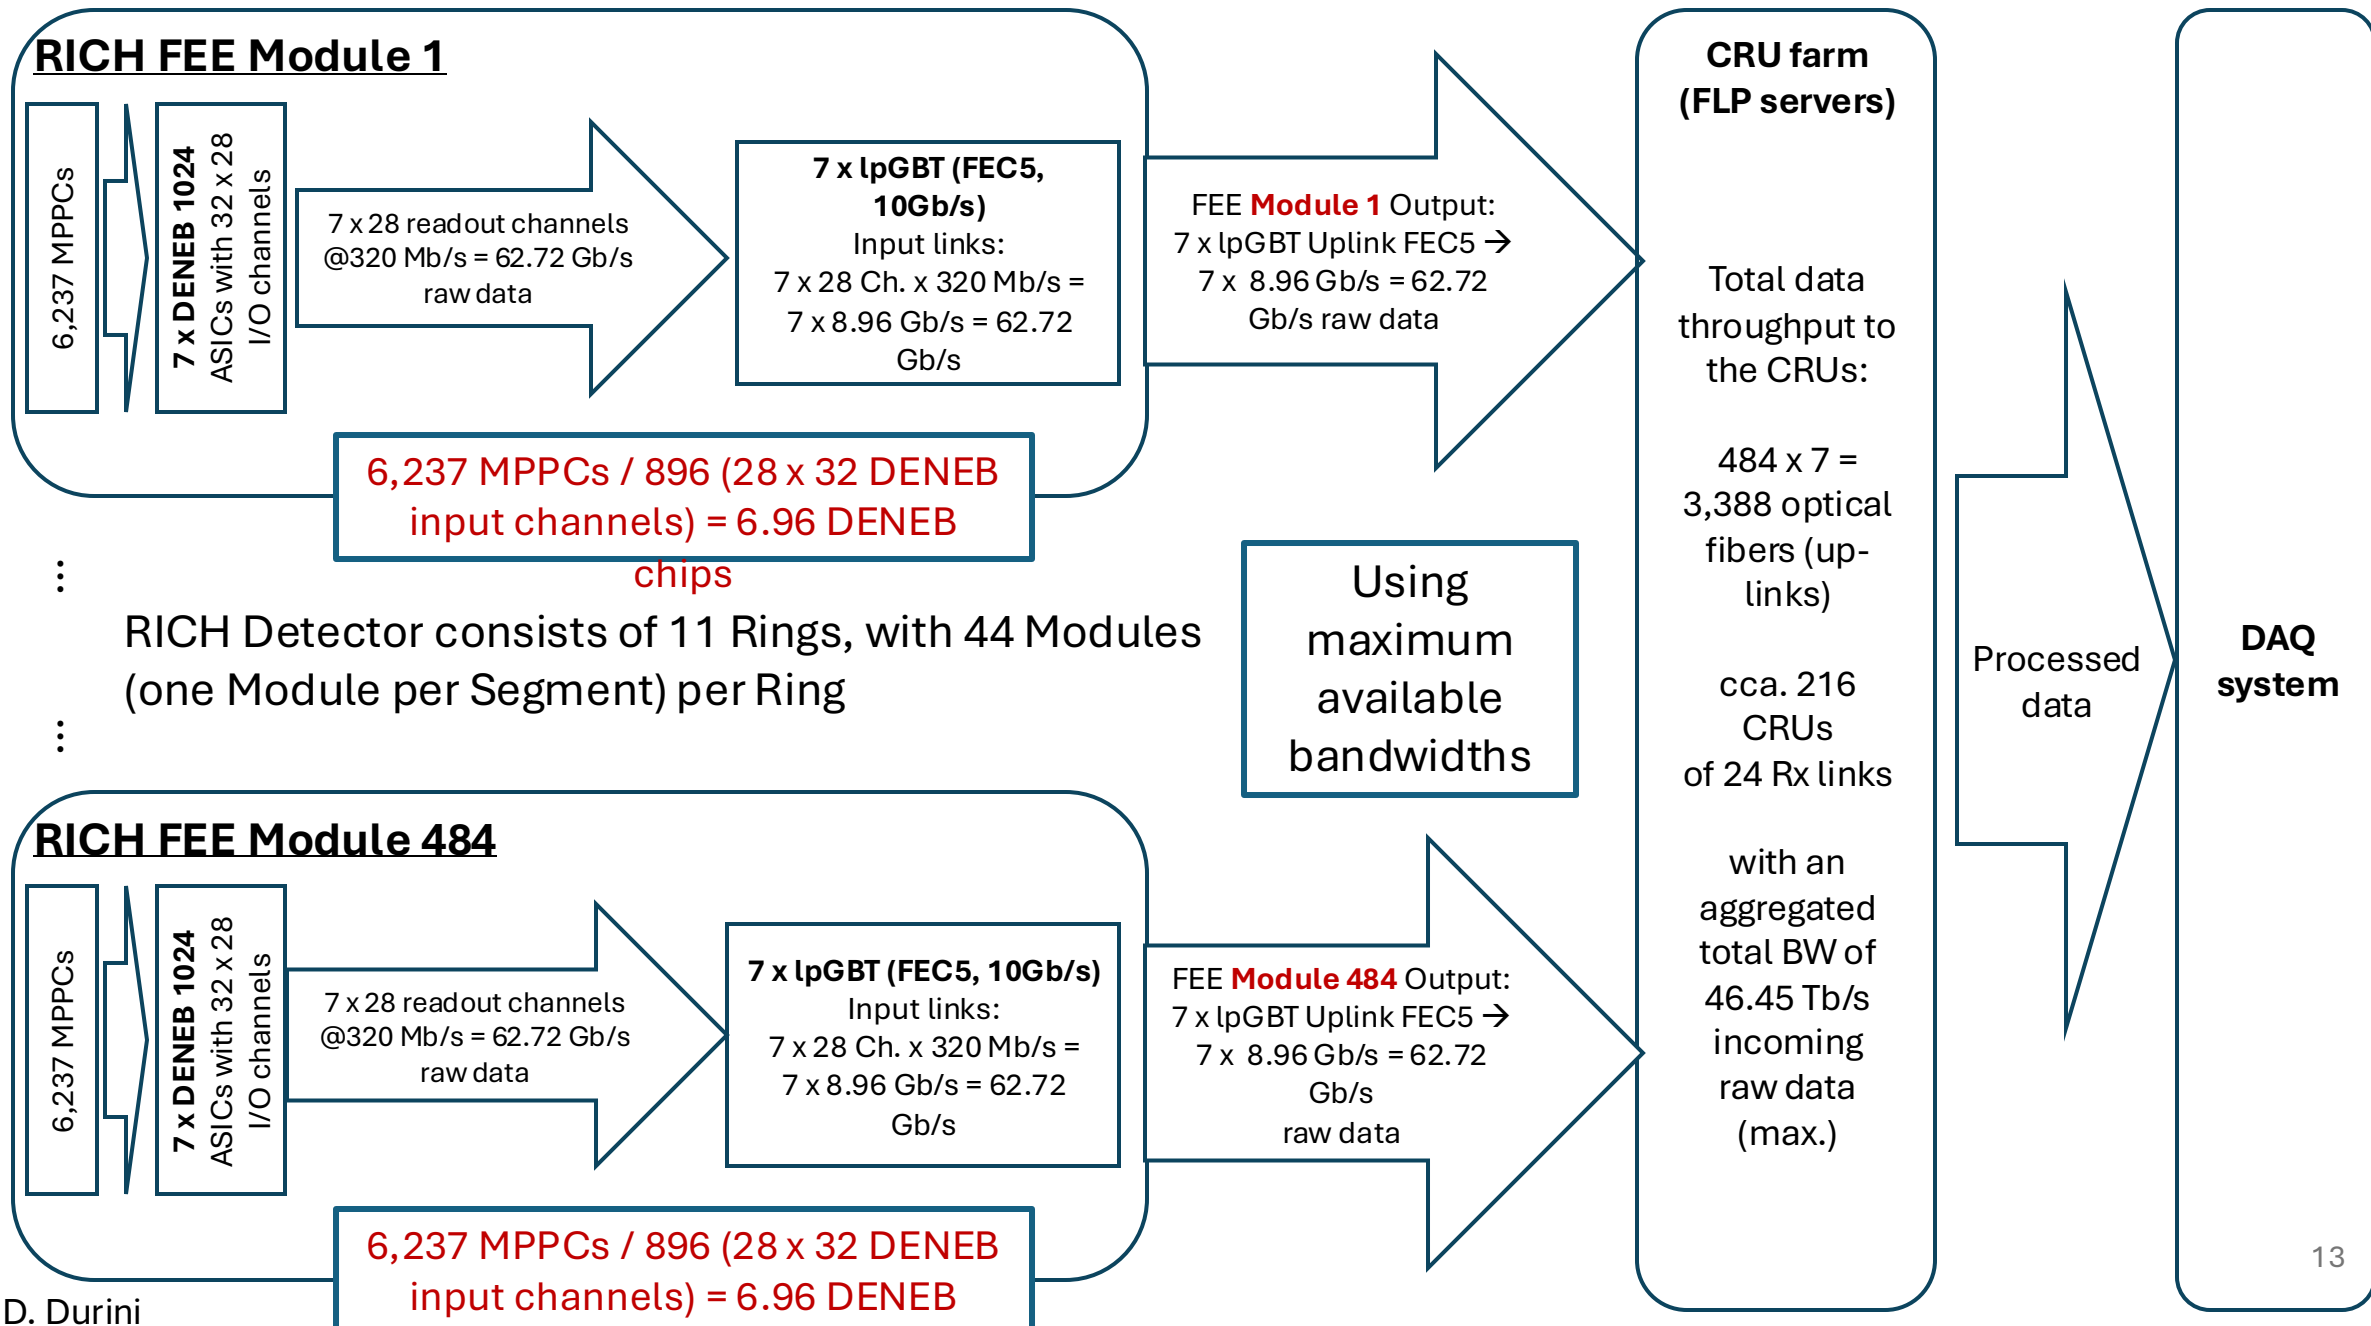 RICH FEE Module 1
6,237 MPPCs
7 x DENEB 1024
ASICs with 32 x 28
I/O channels
7 x 28 readout channels
@320 Mb/s = 62.72 Gb/s
raw data
7 x lpGBT (FEC5,
10Gb/s)
Input links:
7 x 28 Ch. x 320 Mb/s =
7 x 8.96 Gb/s = 62.72
Gb/s
FEE Module 1 Output:
7 x lpGBT Uplink FEC5 →
7 x 8.96 Gb/s = 62.72
Gb/s raw data
6,237 MPPCs / 896 (28 x 32 DENEB
input channels) = 6.96 DENEB
chips
⋮
RICH Detector consists of 11 Rings, with 44 Modules
(one Module per Segment) per Ring
⋮
Using
maximum
available
bandwidths
RICH FEE Module 484
6,237 MPPCs
7 x DENEB 1024
ASICs with 32 x 28
I/O channels
7 x 28 readout channels
@320 Mb/s = 62.72 Gb/s
raw data
7 x lpGBT (FEC5, 10Gb/s)
Input links:
7 x 28 Ch. x 320 Mb/s =
7 x 8.96 Gb/s = 62.72
Gb/s
FEE Module 484 Output:
7 x lpGBT Uplink FEC5 →
7 x 8.96 Gb/s = 62.72
Gb/s
raw data
6,237 MPPCs / 896 (28 x 32 DENEB
input channels) = 6.96 DENEB
CRU farm
(FLP servers)
Total data
throughput to
the CRUs:
484 x 7 =
3,388 optical
fibers (up-
links)
cca. 216
CRUs
of 24 Rx links
with an
aggregated
total BW of
46.45 Tb/s
incoming
raw data
(max.)
Processed
data
DAQ
system
13
D. Durini